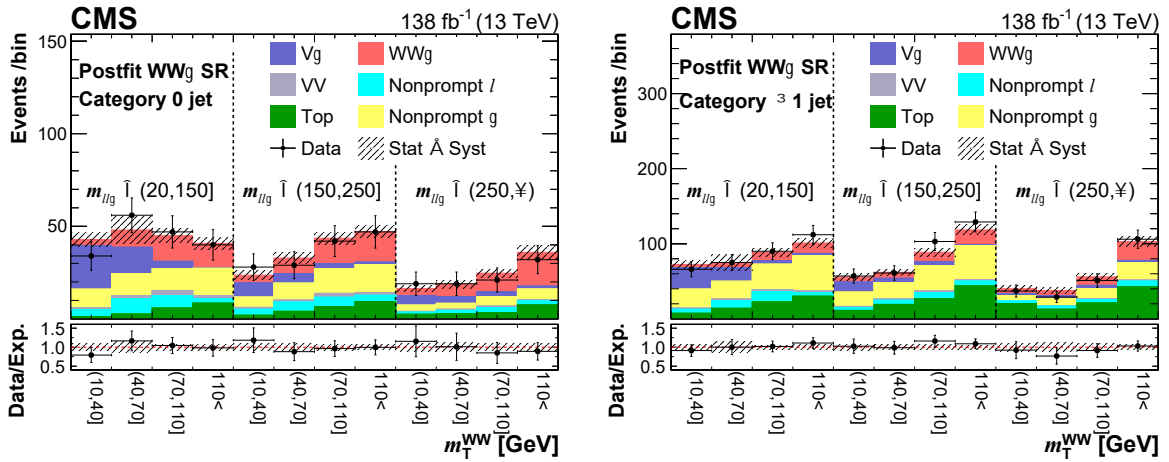 CMS 138 fb⁻¹ (13 TeV)
Events /bin
150
100
50
Postfit WWg SR
Category 0 jet
Vg WWg
VV Nonprompt l
Top Nonprompt g
Data Stat Å Syst
m_llg Î (20,150] m_llg Î (150,250] m_llg Î (250,¥)
Data/Exp.
1.5
1.0
0.5
(10,40] (40,70] (70,110] 110< (10,40] (40,70] (70,110] 110< (10,40] (40,70] (70,110] 110<
m_T^WW [GeV]
CMS 138 fb⁻¹ (13 TeV)
Events /bin
300
200
100
Postfit WWg SR
Category ³ 1 jet
Vg WWg
VV Nonprompt l
Top Nonprompt g
Data Stat Å Syst
m_llg Î (20,150] m_llg Î (150,250] m_llg Î (250,¥)
Data/Exp.
1.5
1.0
0.5
(10,40] (40,70] (70,110] 110< (10,40] (40,70] (70,110] 110< (10,40] (40,70] (70,110] 110<
m_T^WW [GeV]